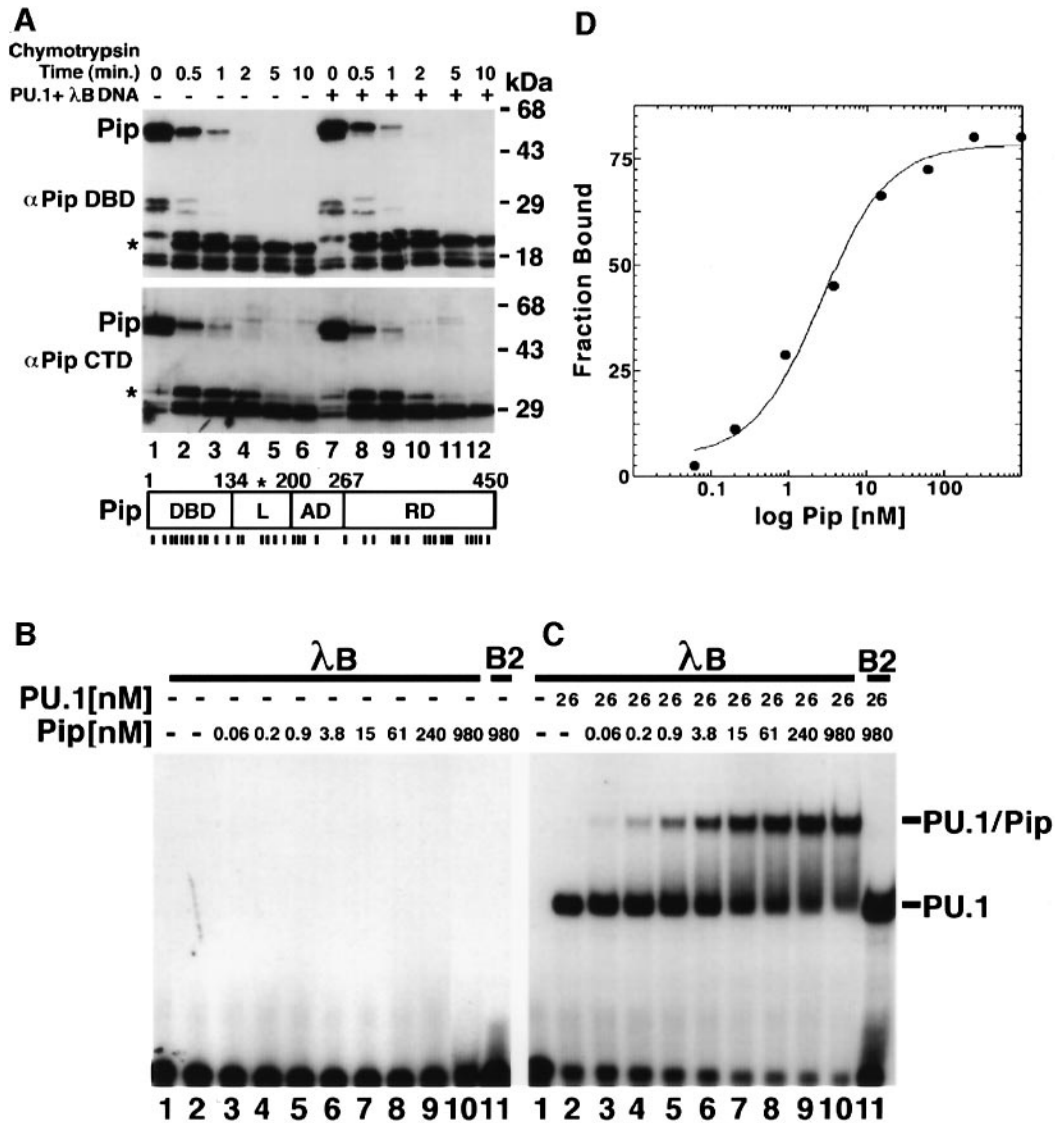 A
Chymotrypsin
Time (min.) 0 0.5 1 2 5 10 0 0.5 1 2 5 10
PU.1+ λB DNA - - - - - - + + + + + +
kDa
Pip
αPip DBD
*
- 68
- 43
- 29
- 18
Pip
αPip CTD
*
- 68
- 43
- 29
1 2 3 4 5 6 7 8 9 10 11 12
1 134 * 200 267 450
Pip DBD L AD RD
D
Fraction Bound
75
50
25
0
0.1 1 10 100
log Pip [nM]
B
λB B2
PU.1[nM] - - - - - - - - - - -
Pip[nM] - - 0.06 0.2 0.9 3.8 15 61 240 980 980
1 2 3 4 5 6 7 8 9 10 11
C
λB B2
- 26 26 26 26 26 26 26 26 26 26
- - 0.06 0.2 0.9 3.8 15 61 240 980 980
PU.1/Pip
PU.1
1 2 3 4 5 6 7 8 9 10 11